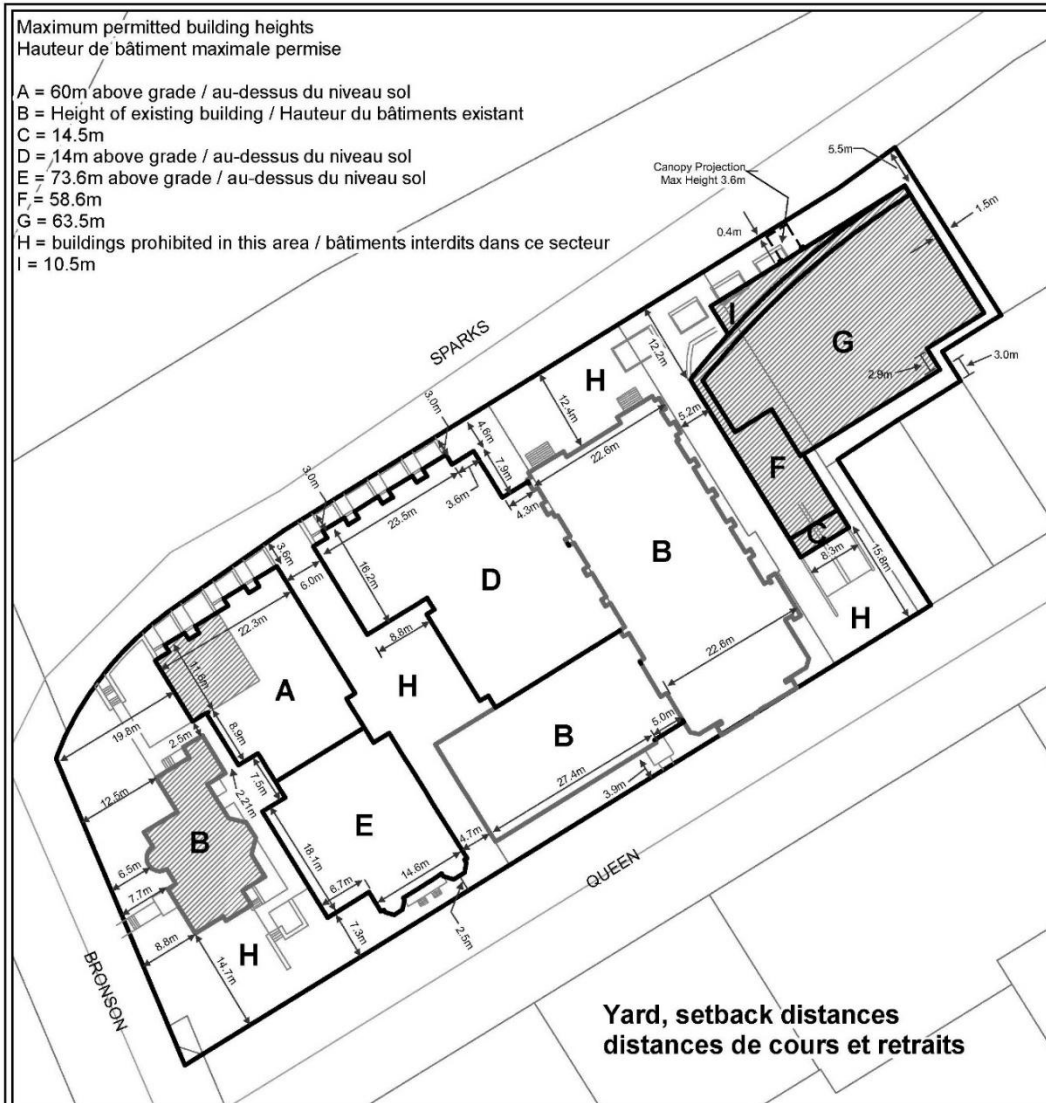 Maximum permitted building heights
Hauteur de bâtiment maximale permise
A = 60m above grade / au-dessus du niveau sol
B = Height of existing building / Hauteur du bâtiments existant
C = 14.5m
D = 14m above grade / au-dessus du niveau sol
E = 73.6m above grade / au-dessus du niveau sol
F = 58.6m
G = 63.5m
H = buildings prohibited in this area / bâtiments interdits dans ce secteur
I = 10.5m
Canopy Projection
Max Height 3.6m
5.5m
1.5m
0.4m
SPARKS
I
G
12.2m
H
3.0m
2.9m
12.4m
3.0m
4.6m
5.2m
22.6m
7.9m
3.0m
3.6m
F
23.5m
4.3m
C
B
8.3m
15.8m
3.6m
6.0m
16.2m
D
H
22.3m
8.8m
11.6m
A
H
22.6m
19.8m
8.9m
B
5.0m
2.5m
27.4m
7.5m
3.9m
12.5m
2.21m
B
E
4.7m
QUEEN
6.5m
18.1m
14.6m
6.7m
7.7m
2.5m
8.8m
H
7.3m
14.7m
BRONSON
Yard, setback distances
distances de cours et retraits